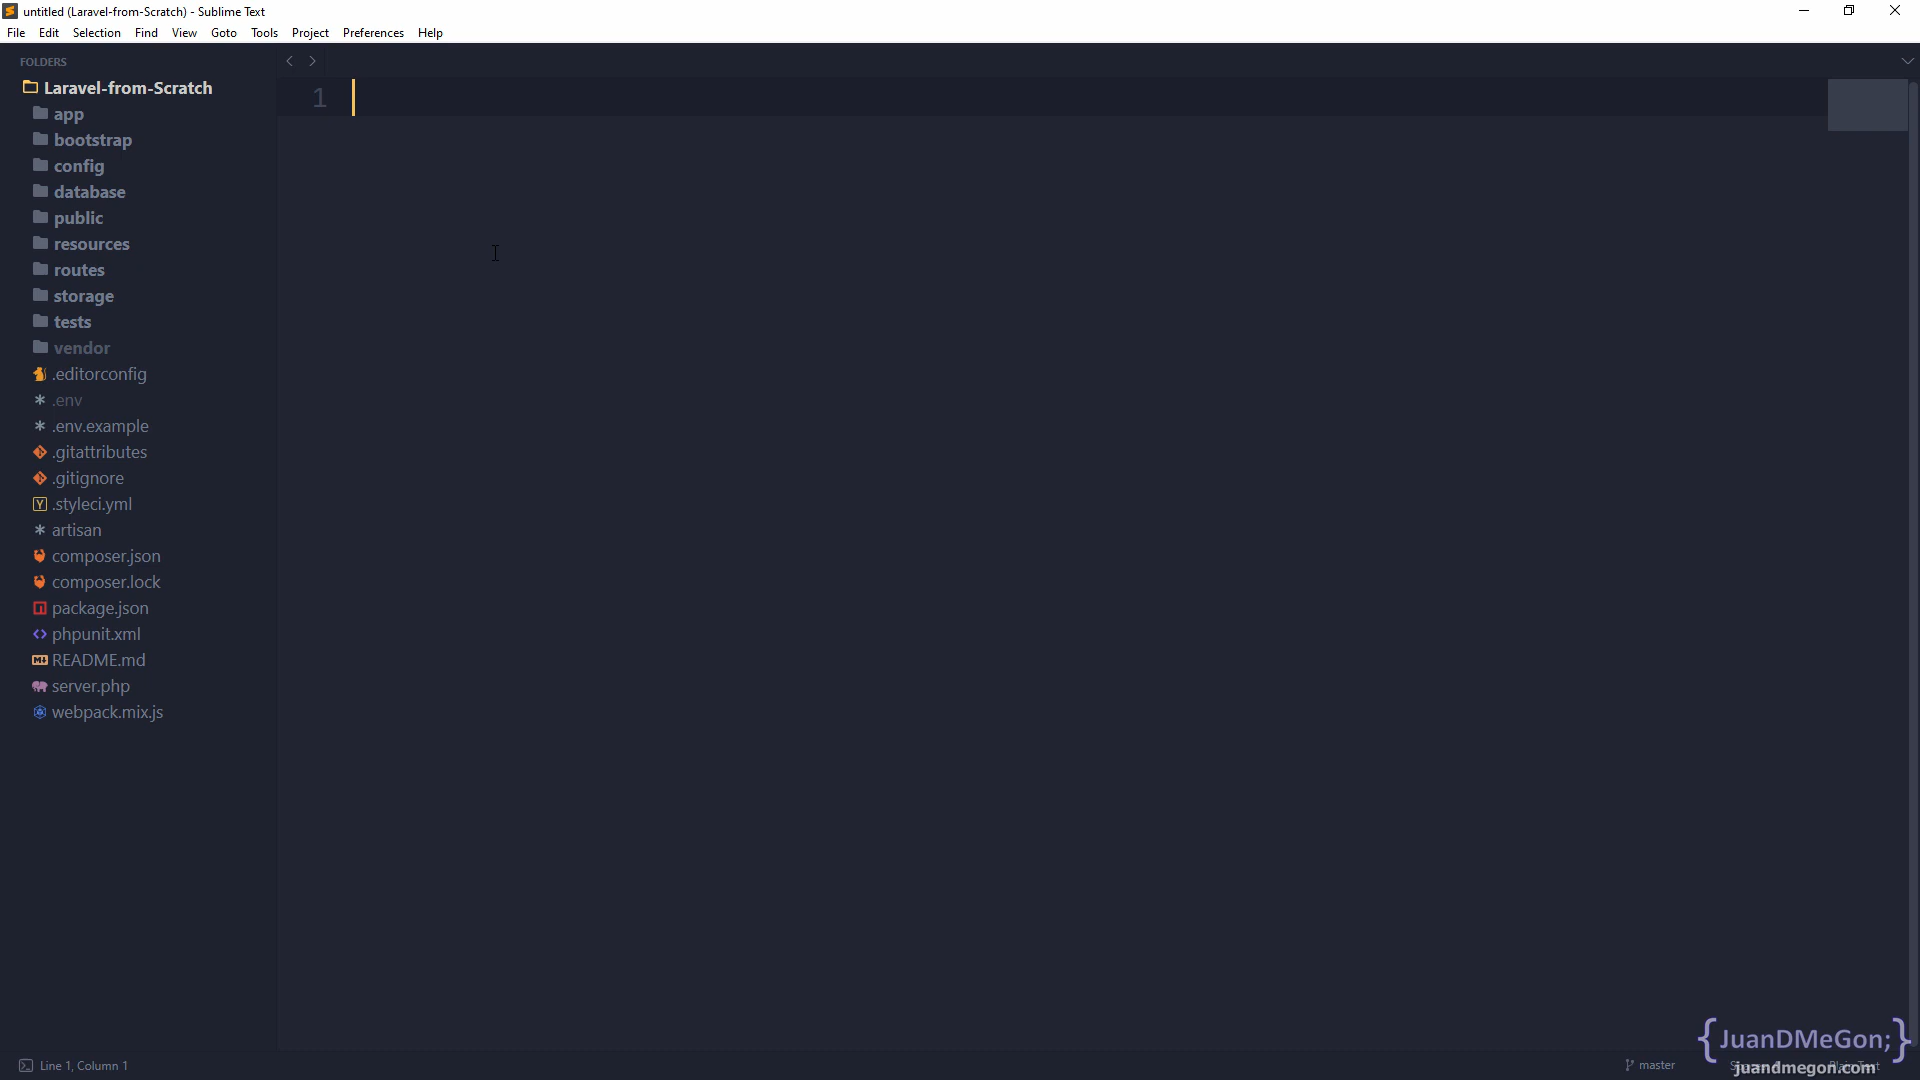 untitled (Laravel-from-Scratch) - Sublime Text
File Edit Selection Find View Goto Tools Project Preferences Help
FOLDERS
Laravel-from-Scratch
1
app
bootstrap
config
database
public
resources
routes
storage
tests
vendor
.editorconfig
.env
.env.example
.gitattributes
.gitignore
.styleci.yml
artisan
composer.json
composer.lock
package.json
phpunit.xml
README.md
server.php
webpack.mix.js
{JuanDMeGon;}
juandmegon.com
Line 1, Column 1
master